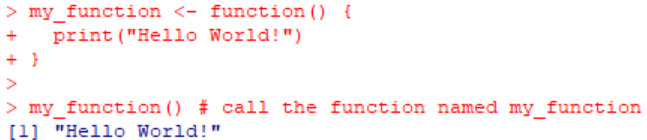 > my_function <- function() {
+   print("Hello World!")
+ }
>
> my_function() # call the function named my_function
[1] "Hello World!"